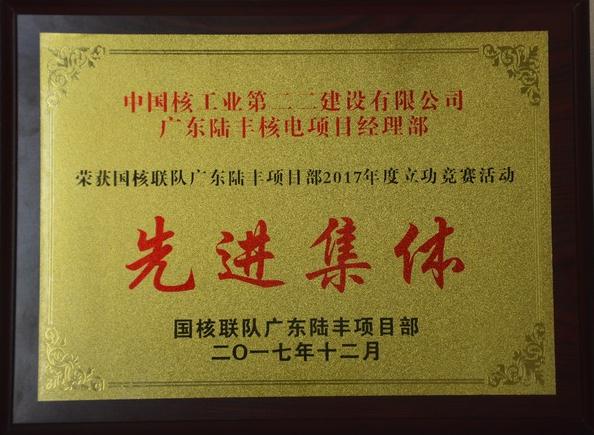 中国核工业第二二建设有限公司
广东陆丰核电项目经理部
荣获国核联队广东陆丰项目部2017年度立功竞赛活动
先进集体
国核联队广东陆丰项目部
二〇一七年十二月